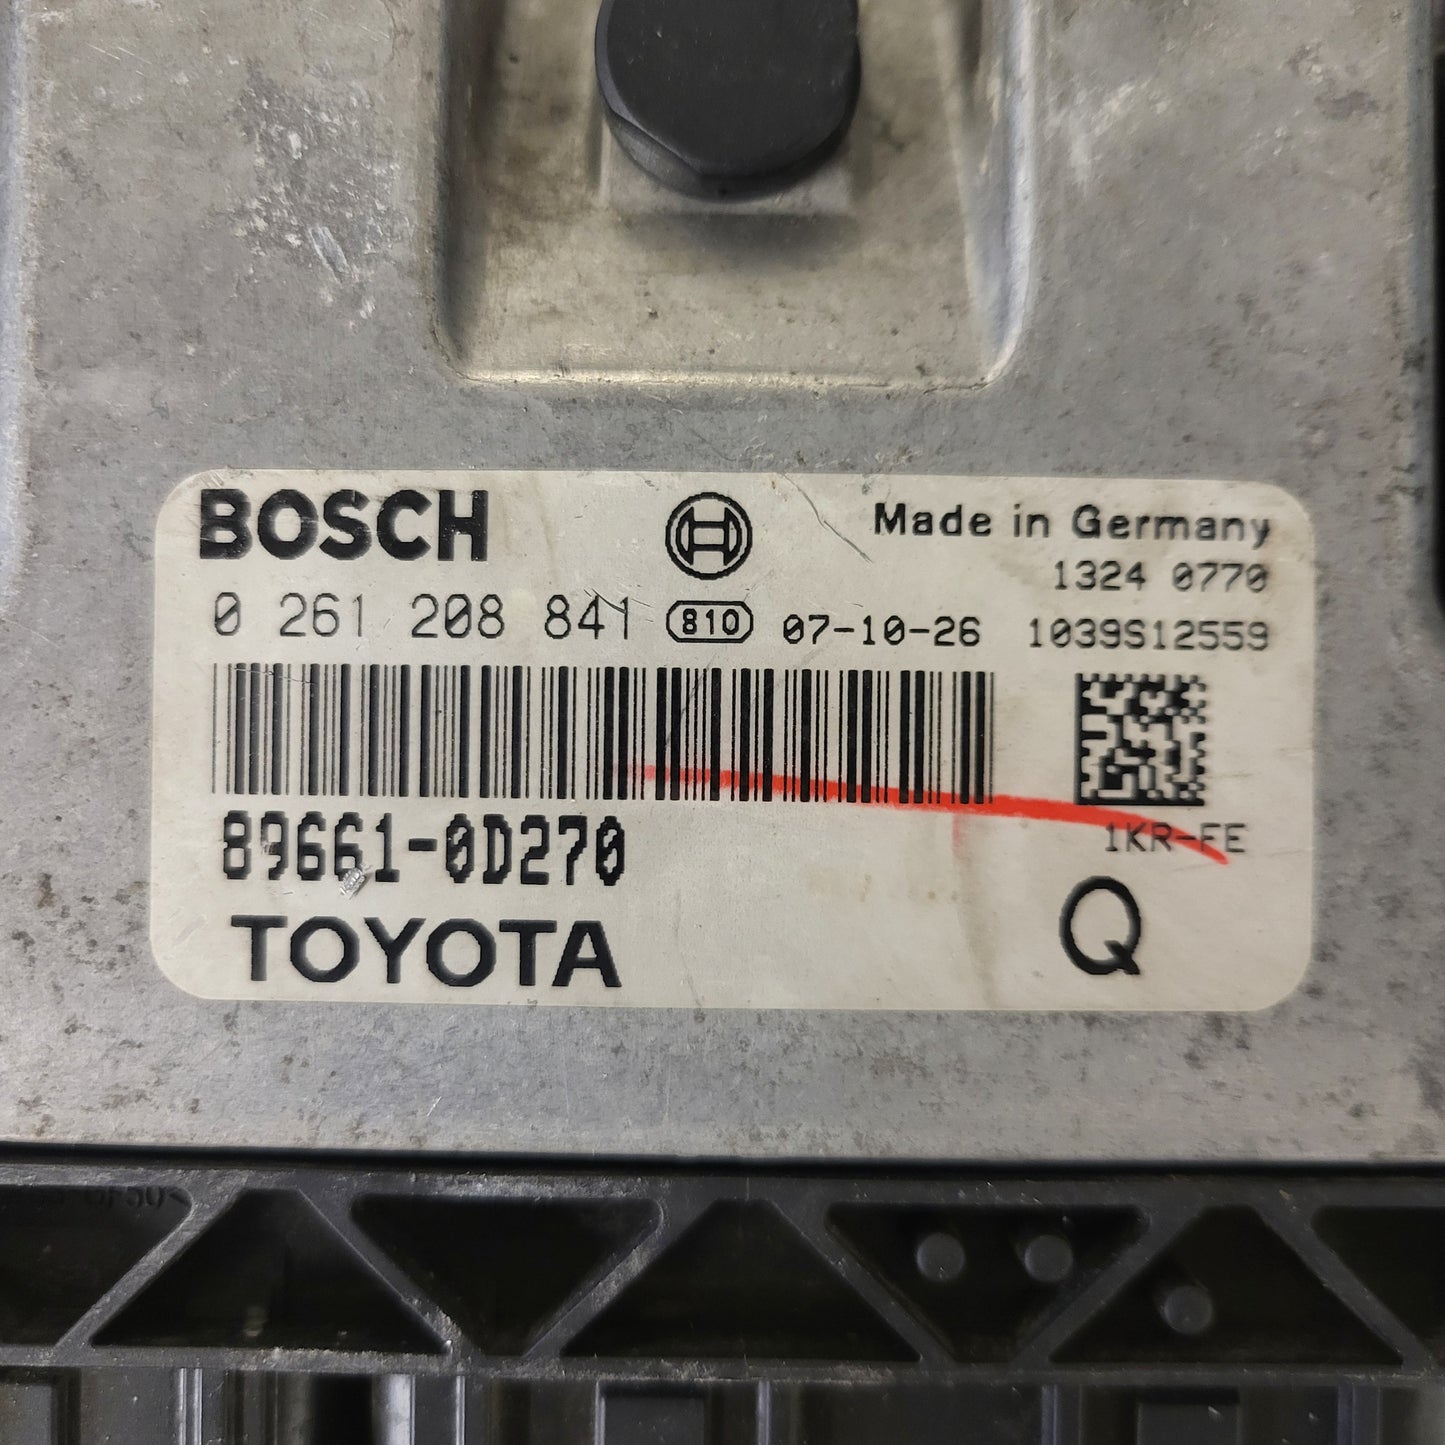 BOSCH
Made in Germany
1324 0770
0 261 208 841 810 07-10-26 1039S12559
89661-0D270
1KR-FE
TOYOTA
Q